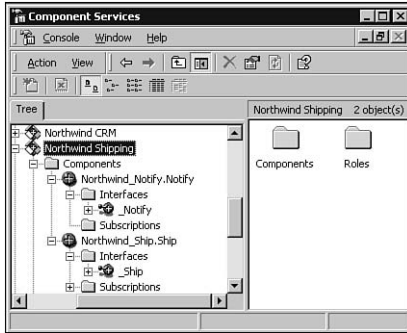 Component Services
Console Window Help
Action View
Tree
Northwind Shipping 2 object(s)
Northwind CRM
Northwind Shipping
Components
Northwind_Notify.Notify
Interfaces
_Notify
Subscriptions
Northwind_Ship.Ship
Interfaces
_Ship
Subscriptions
Components
Roles